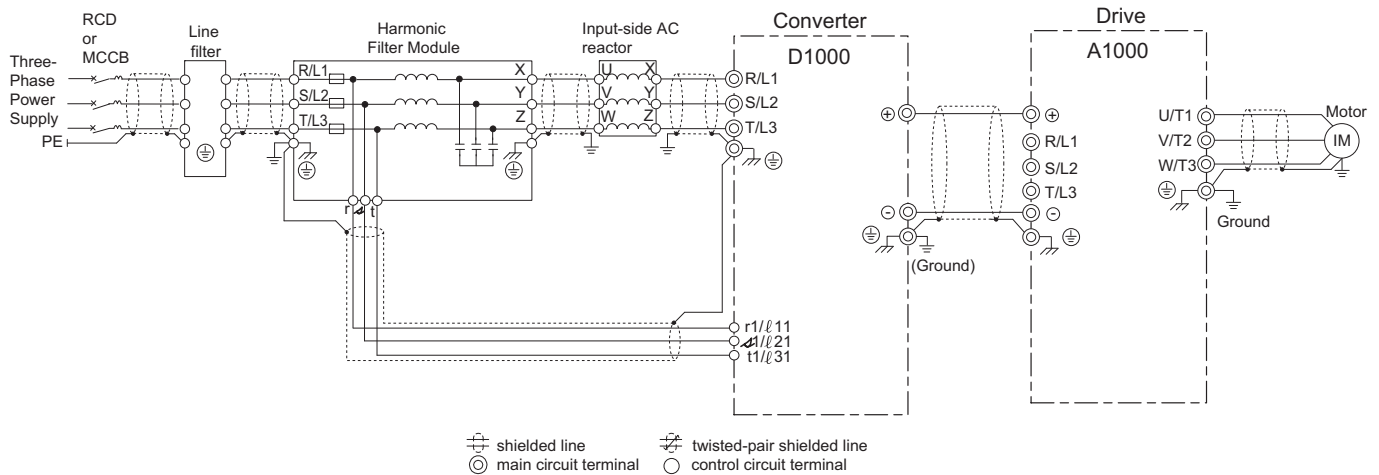 RCD
or
MCCB
Three-
Phase
Power
Supply
PE
Line
filter
Harmonic
Filter Module
R/L1
S/L2
T/L3
X
Y
Z
r
t
Input-side AC
reactor
U X
V Y
W Z
Converter
D1000
R/L1
S/L2
T/L3
r1/ℓ11
1/ℓ21
t1/ℓ31
+
-
(Ground)
Drive
A1000
+
R/L1
S/L2
T/L3
-
U/T1
V/T2
W/T3
Ground
Motor
IM
shielded line
twisted-pair shielded line
main circuit terminal
control circuit terminal